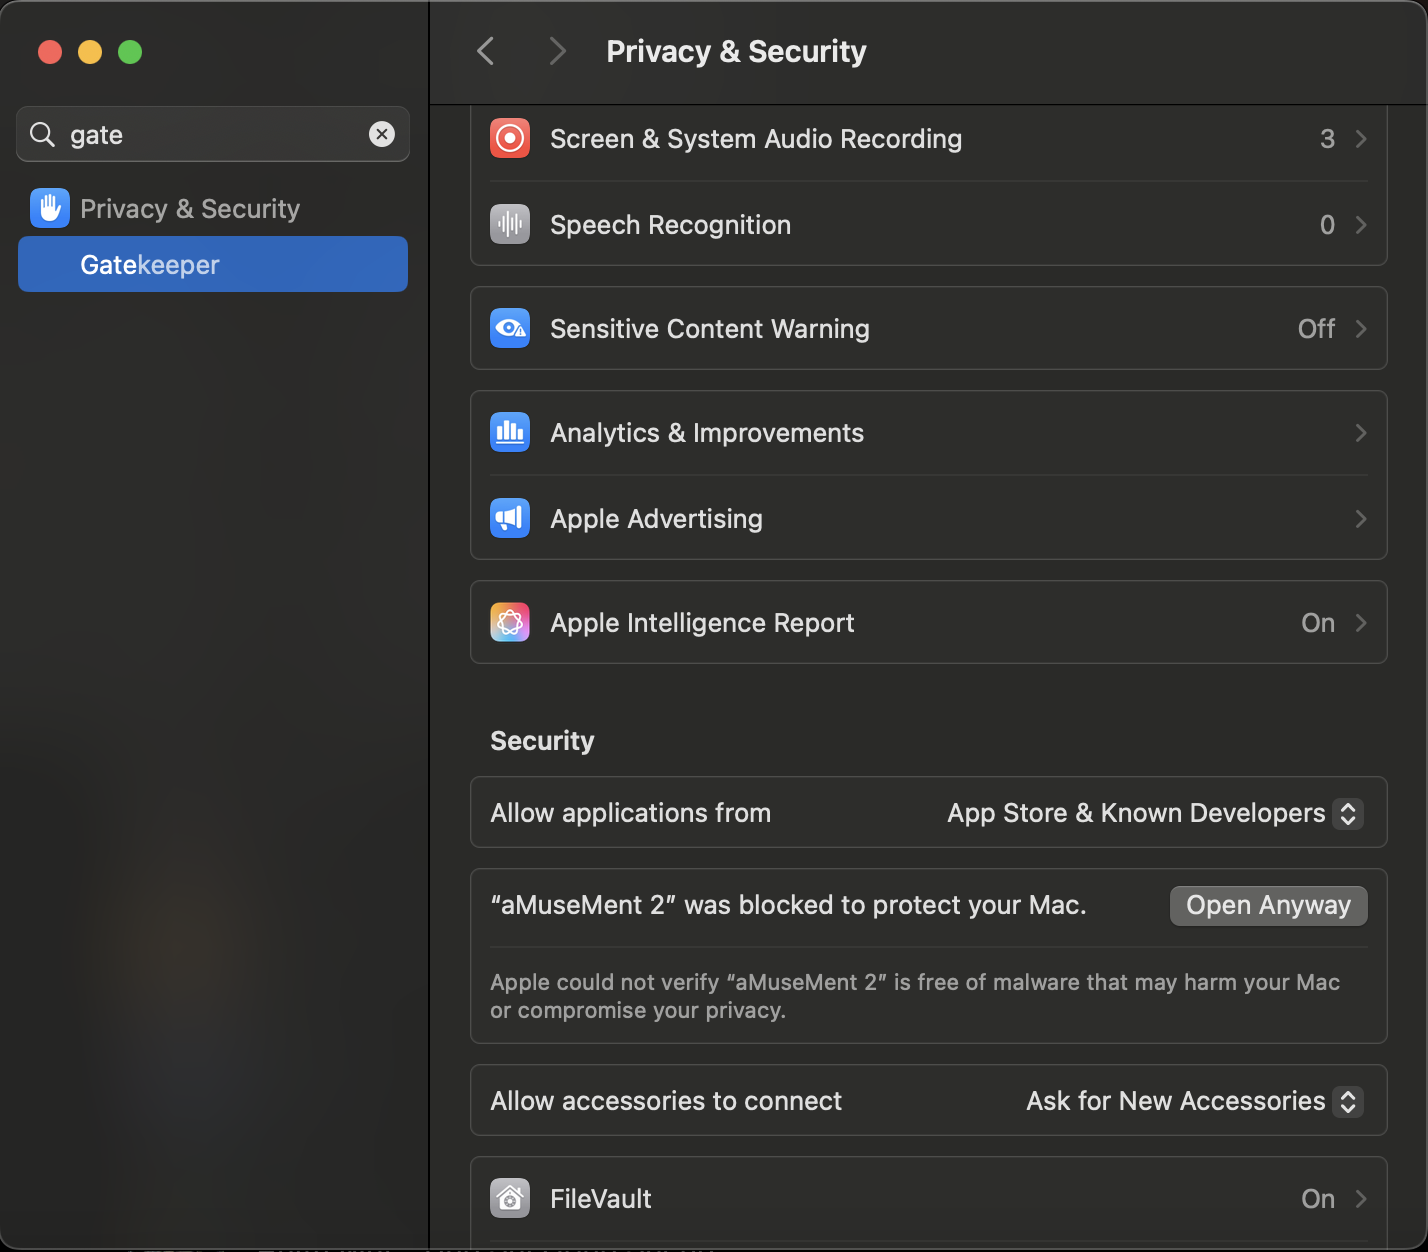 Privacy & Security
gate
Privacy & Security
Gatekeeper
Screen & System Audio Recording 3
Speech Recognition 0
Sensitive Content Warning Off
Analytics & Improvements
Apple Advertising
Apple Intelligence Report On
Security
Allow applications from App Store & Known Developers
“aMuseMent 2” was blocked to protect your Mac. Open Anyway
Apple could not verify “aMuseMent 2” is free of malware that may harm your Mac
or compromise your privacy.
Allow accessories to connect Ask for New Accessories
FileVault On